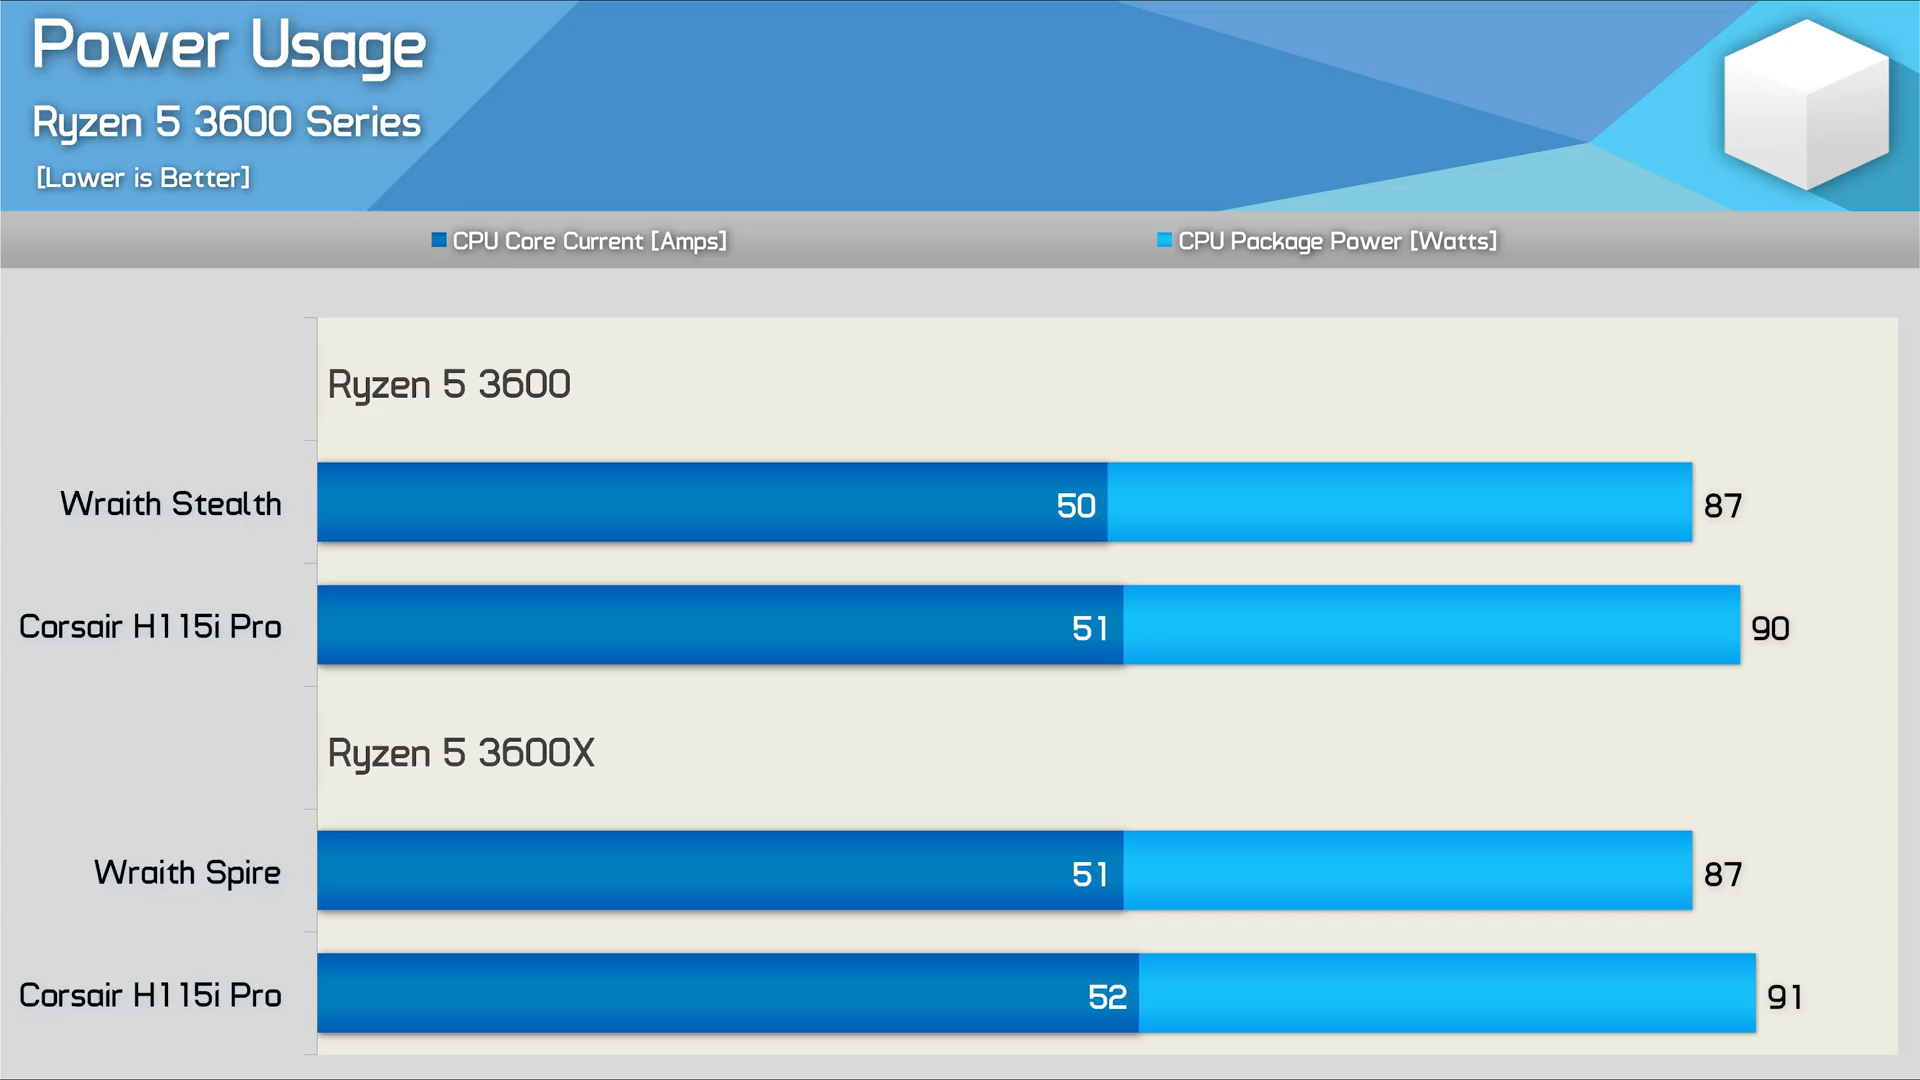 Power Usage
Ryzen 5 3600 Series
[Lower is Better]
CPU Core Current [Amps] CPU Package Power [Watts]
Ryzen 5 3600
Wraith Stealth 50 87
Corsair H115i Pro 51 90
Ryzen 5 3600X
Wraith Spire 51 87
Corsair H115i Pro 52 91